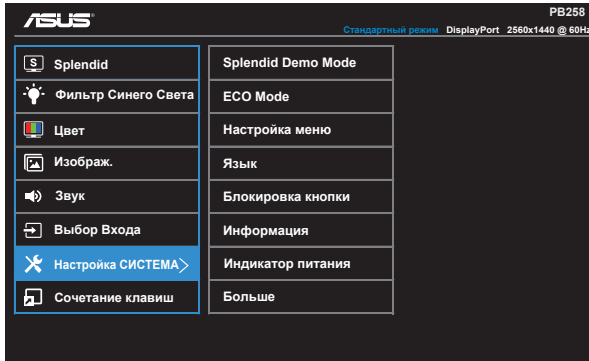 ASUS
PB258
Стандартный режим DisplayPort 2560x1440 @ 60Hz
S Splendid
Фильтр Синего Света
Цвет
Изображ.
Звук
Выбор Входа
Настройка СИСТЕМА
Сочетание клавиш
Splendid Demo Mode
ECO Mode
Настройка меню
Язык
Блокировка кнопки
Информация
Индикатор питания
Больше